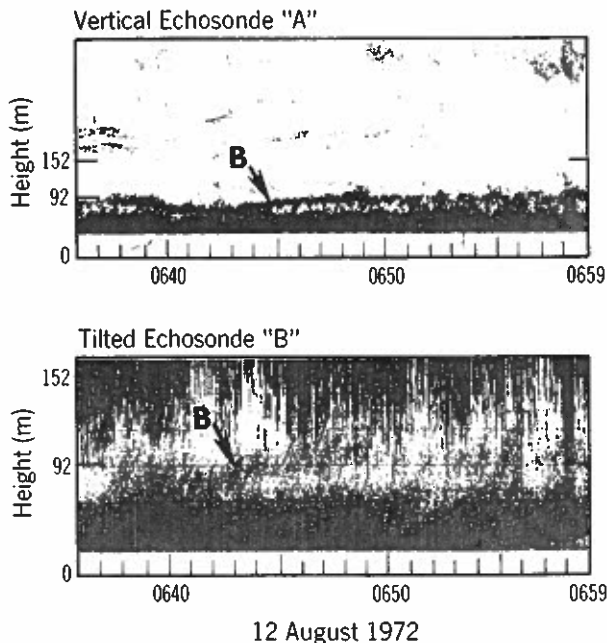 Vertical Echosonde "A"
Height (m)
152
92
0
B
0640
0650
0659
Tilted Echosonde "B"
Height (m)
152
92
0
B
0640
0650
0659
12 August 1972